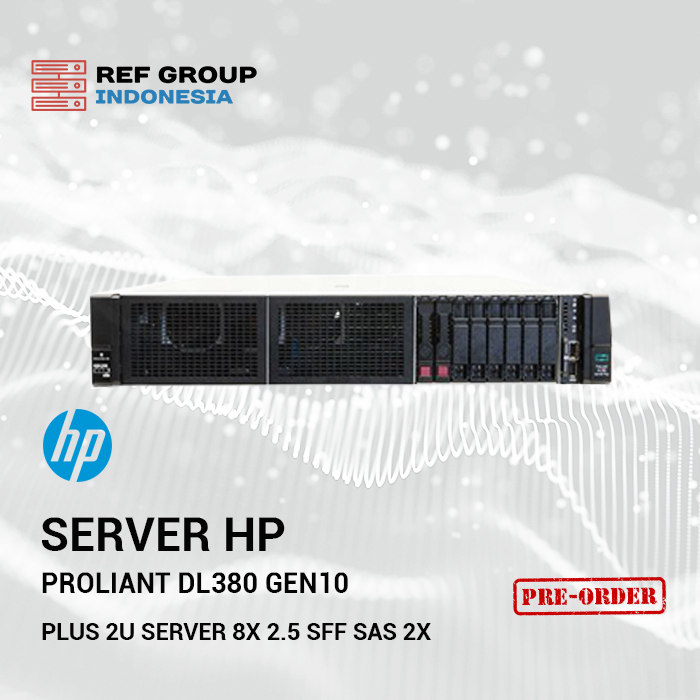 REF GROUP
INDONESIA
hp
SERVER HP
PROLIANT DL380 GEN10
PRE-ORDER
PLUS 2U SERVER 8X 2.5 SFF SAS 2X